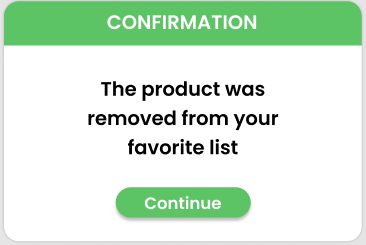 CONFIRMATION
The product was
removed from your
favorite list
Continue